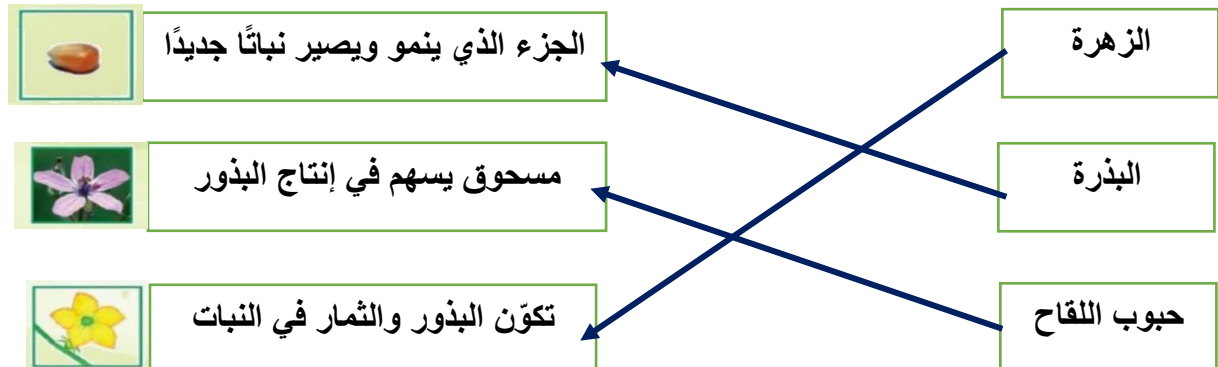 الزهرة
الجزء الذي ينمو ويصير نباتًا جديدًا
البذرة
مسحوق يسهم في إنتاج البذور
حبوب اللقاح
تكوّن البذور والثمار في النبات